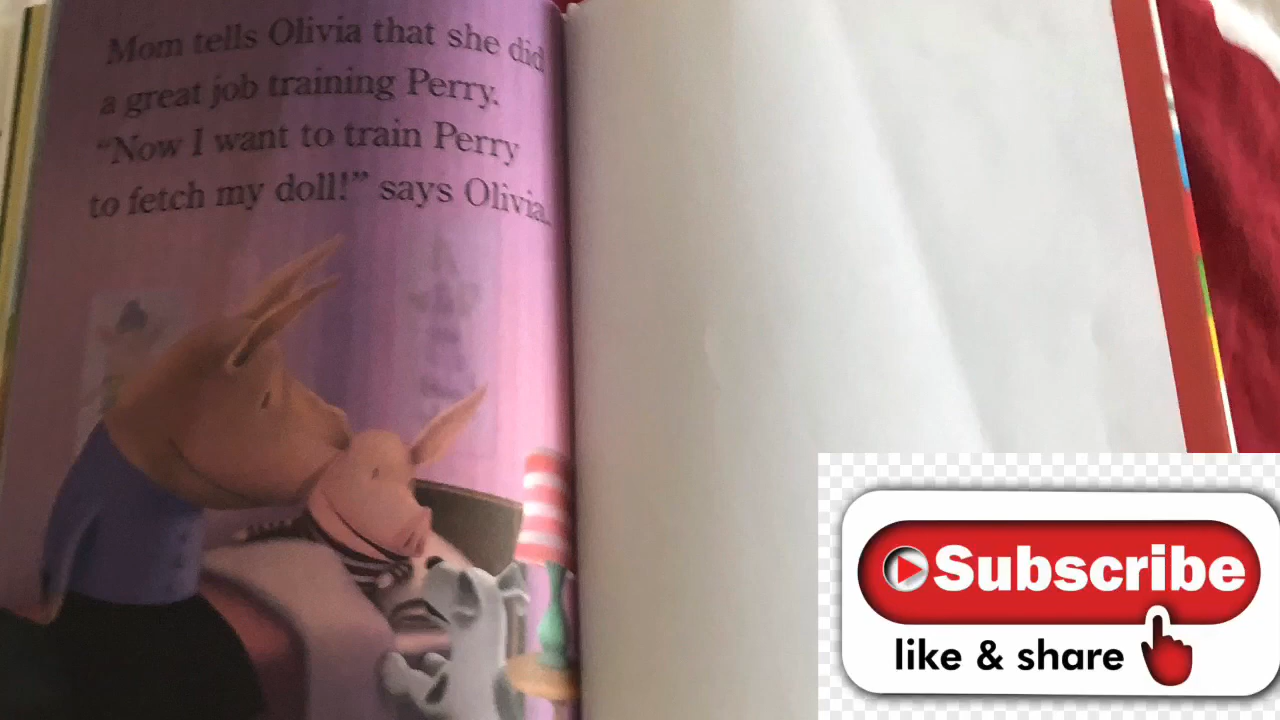 Mom tells Olivia that she did
a great job training Perry.
“Now I want to train Perry
to fetch my doll!” says Olivia.
Subscribe
like & share